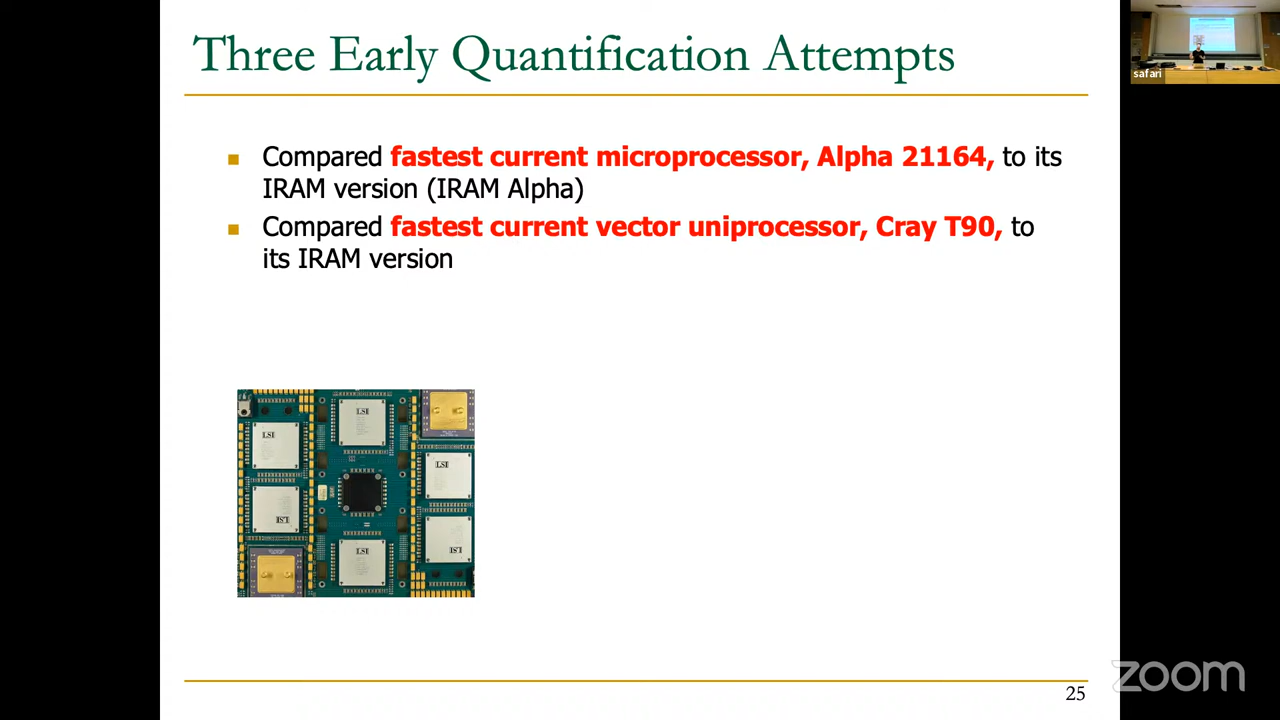 Three Early Quantification Attempts
safari
Compared fastest current microprocessor, Alpha 21164, to its
IRAM version (IRAM Alpha)
Compared fastest current vector uniprocessor, Cray T90, to
its IRAM version
LSI
LSI
LSI
LSI
LSI
LSI
25
zoom